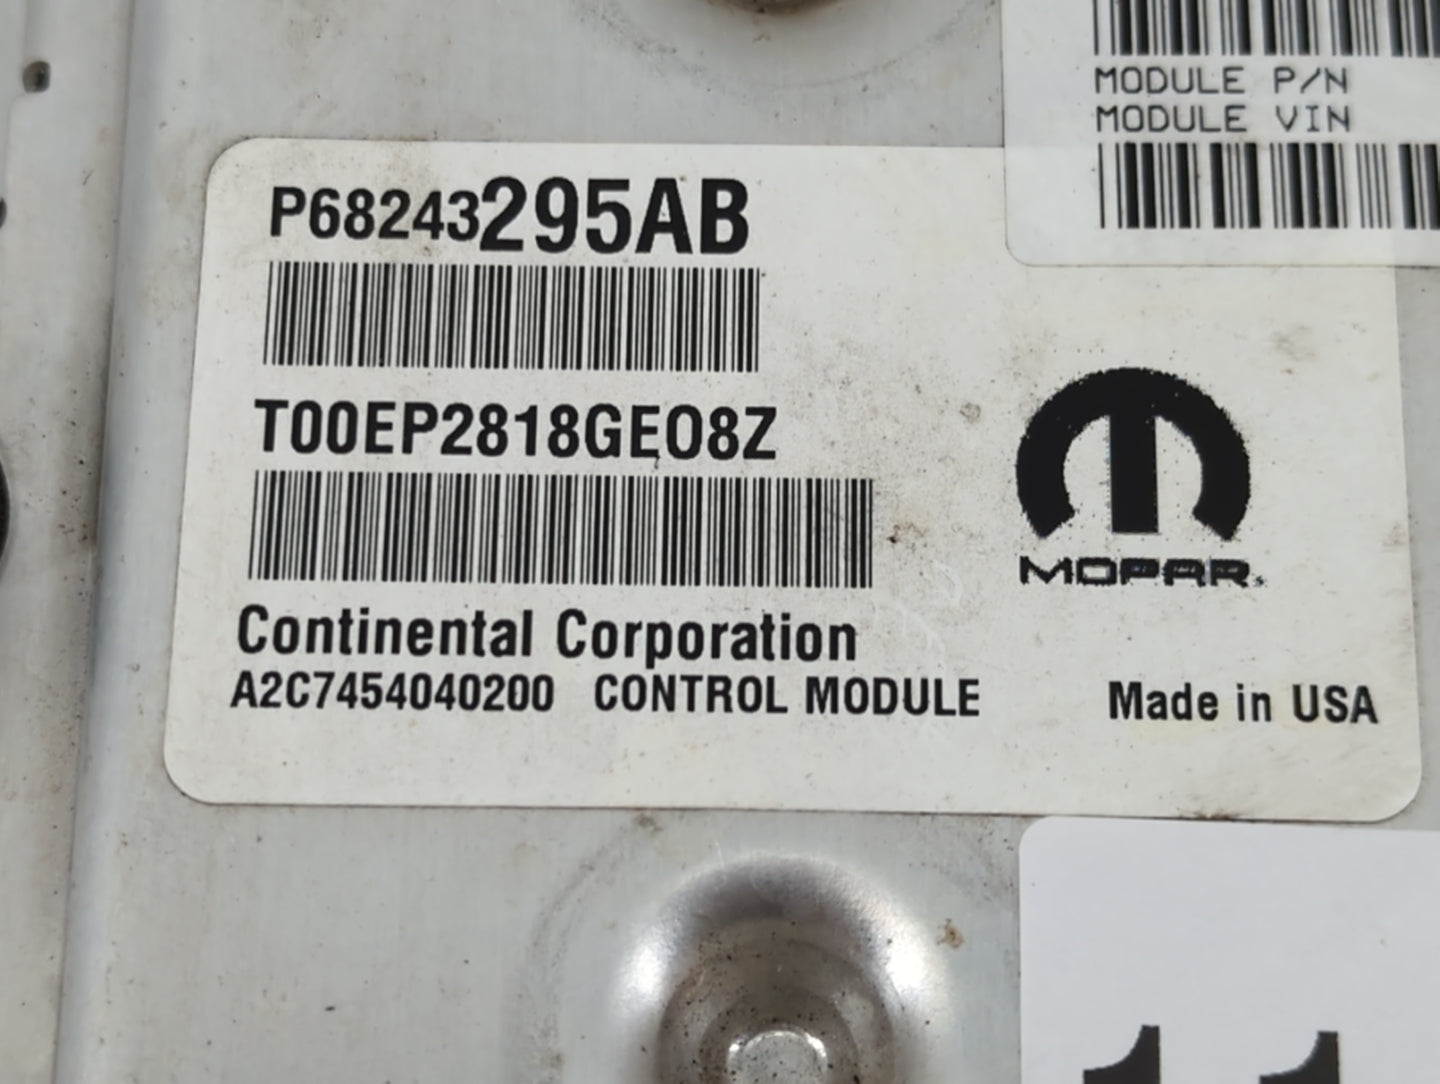 MODULE P/N
MODULE VIN
P68243295AB
T00EP2818GE08Z
MOPAR
Continental Corporation
A2C7454040200 CONTROL MODULE
Made in USA